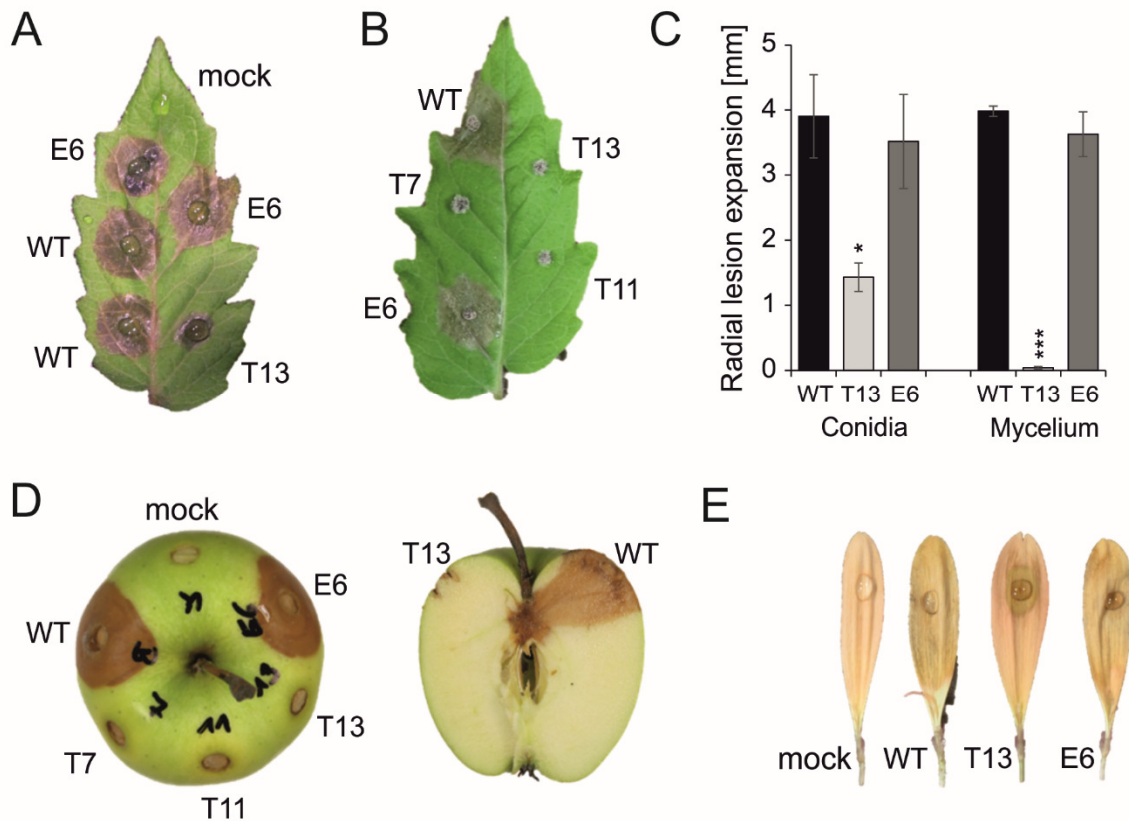 A
mock
E6
E6
WT
WT
T13
B
WT
T13
T7
T11
E6
C
Radial lesion expansion [mm]
5
4
3
2
1
0
*
***
WT T13 E6 WT T13 E6
Conidia Mycelium
D
mock
E6
WT
T13
T7
T11
11
T13
WT
E
mock WT T13 E6